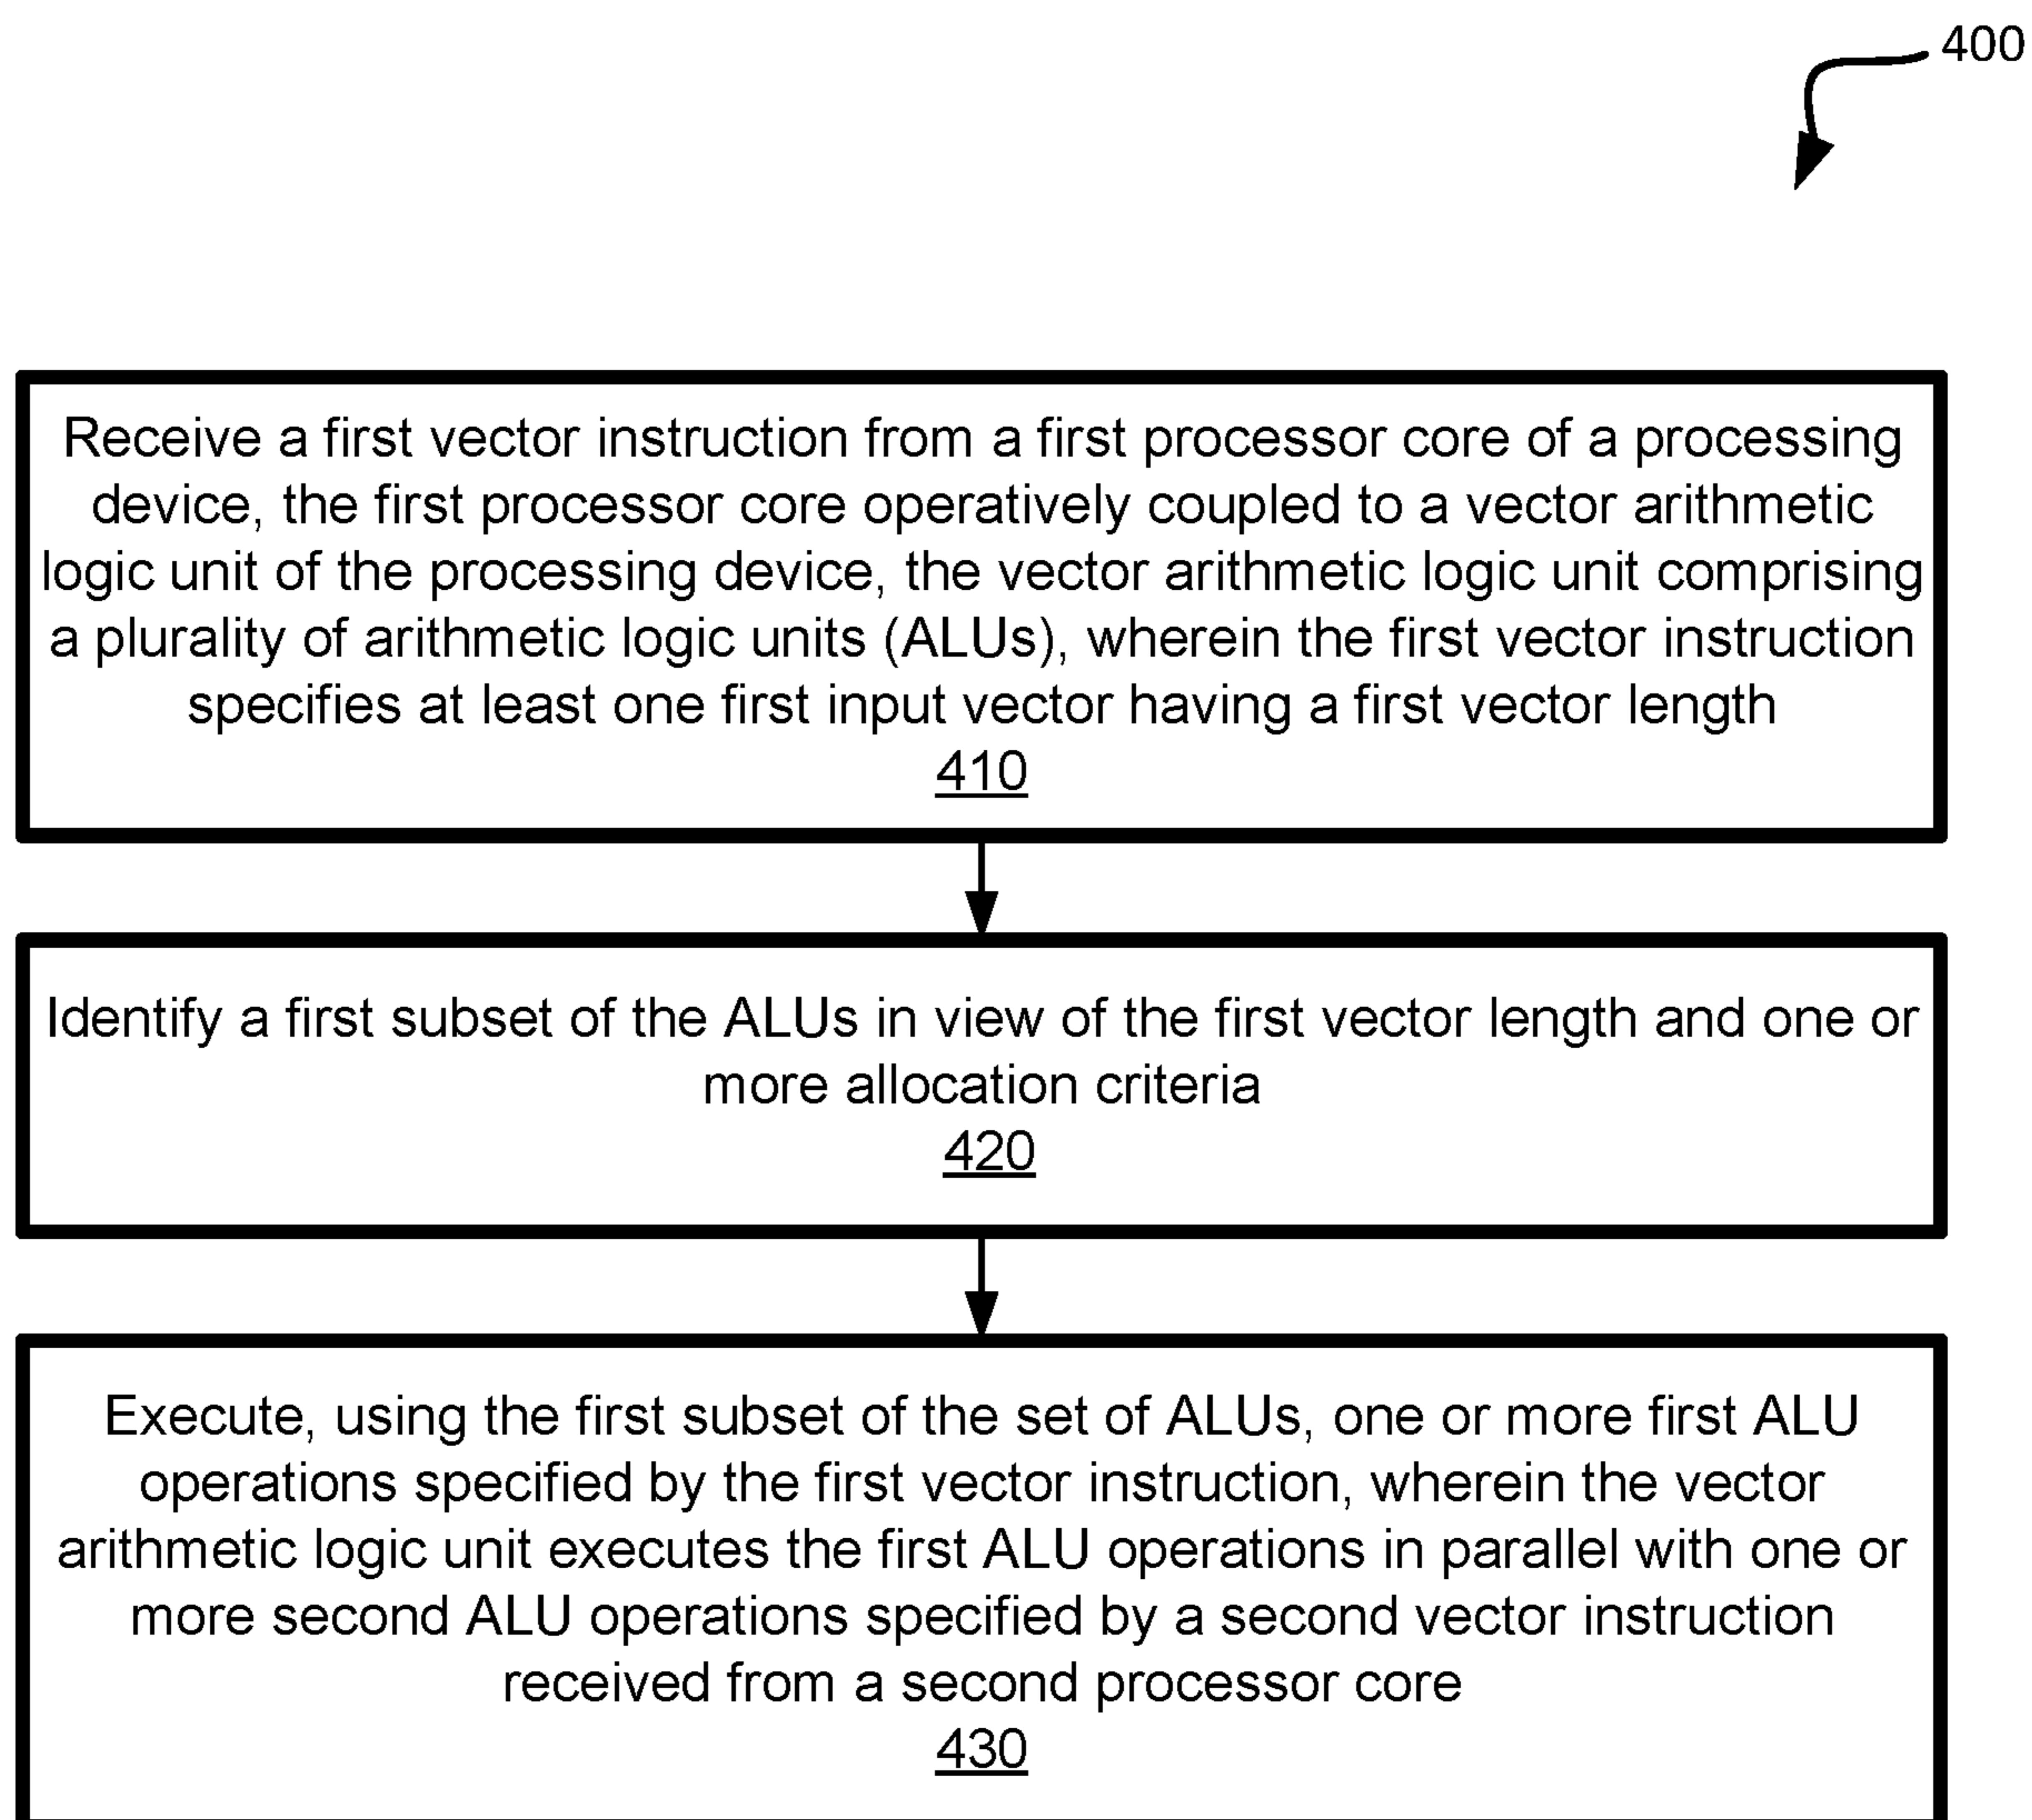 400
Receive a first vector instruction from a first processor core of a processing
device, the first processor core operatively coupled to a vector arithmetic
logic unit of the processing device, the vector arithmetic logic unit comprising
a plurality of arithmetic logic units (ALUs), wherein the first vector instruction
specifies at least one first input vector having a first vector length
410
Identify a first subset of the ALUs in view of the first vector length and one or
more allocation criteria
420
Execute, using the first subset of the set of ALUs, one or more first ALU
operations specified by the first vector instruction, wherein the vector
arithmetic logic unit executes the first ALU operations in parallel with one or
more second ALU operations specified by a second vector instruction
received from a second processor core
430